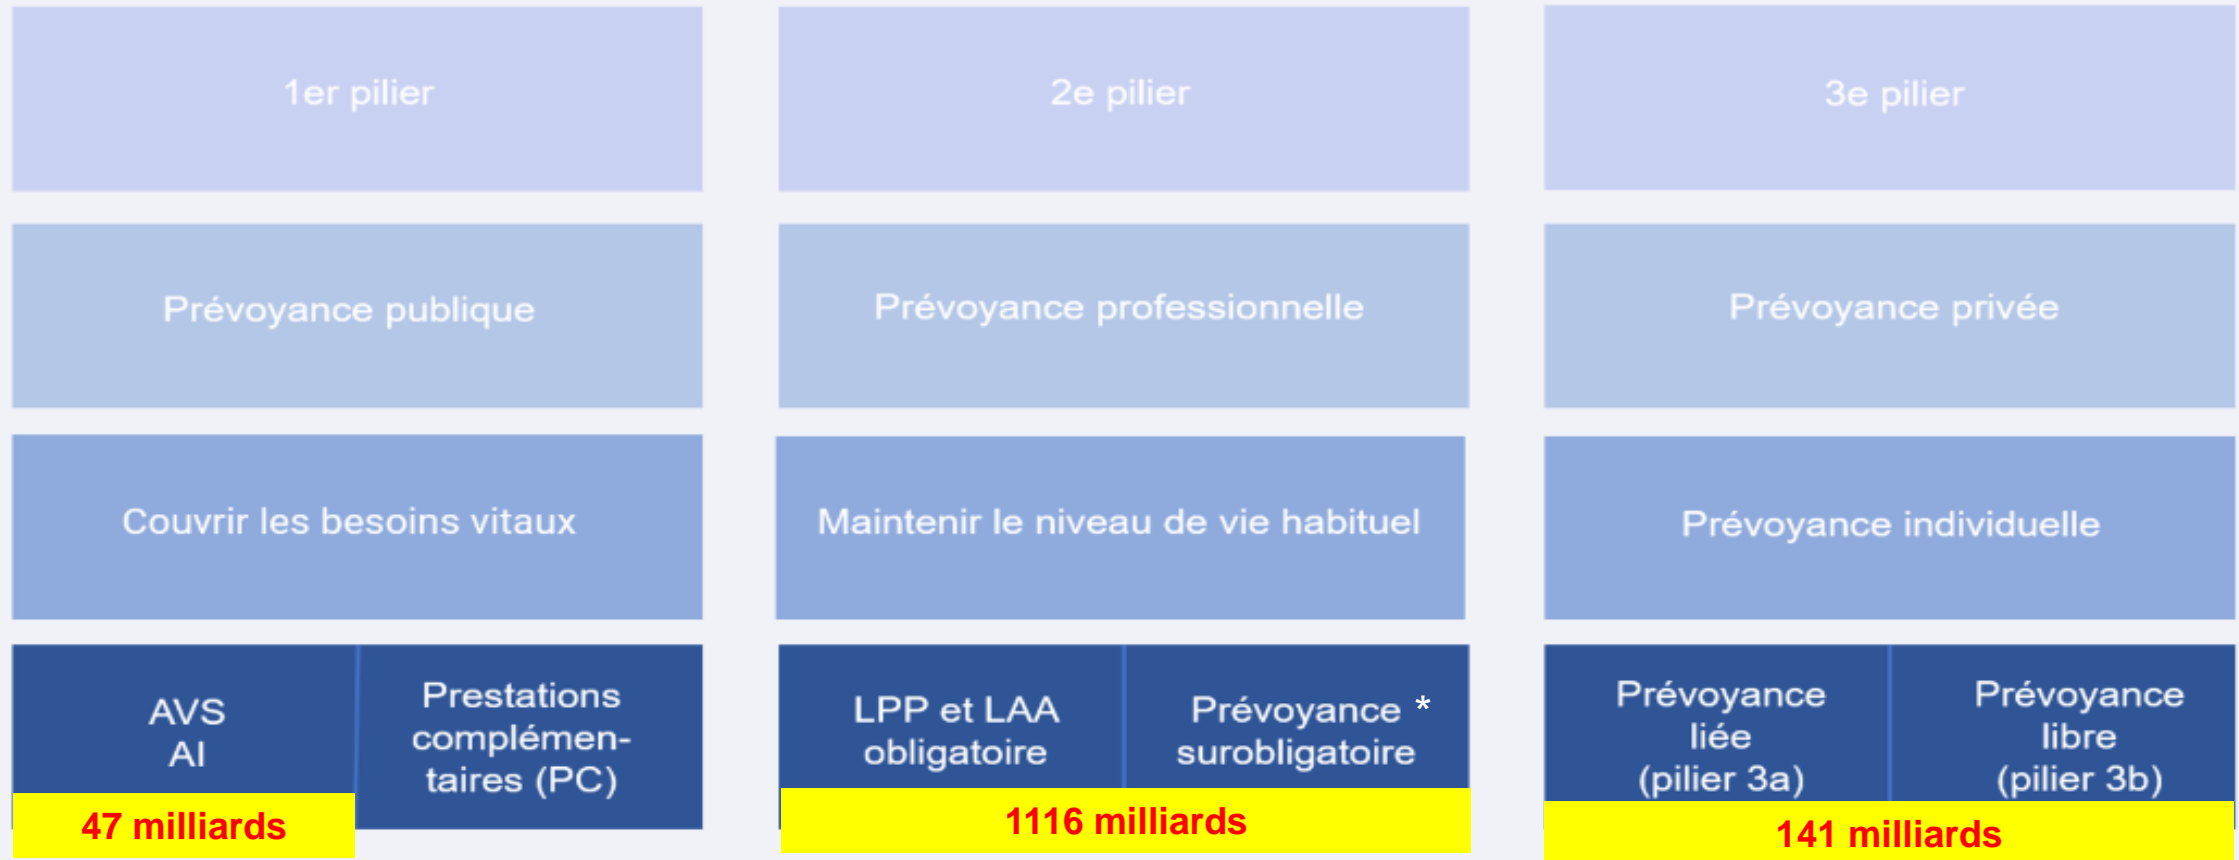 1er pilier
2e pilier
3e pilier
Prévoyance publique
Prévoyance professionnelle
Prévoyance privée
Couvrir les besoins vitaux
Maintenir le niveau de vie habituel
Prévoyance individuelle
AVS
AI
Prestations
complémen-
taires (PC)
LPP et LAA
obligatoire
Prévoyance *
surobligatoire
Prévoyance
liée
(pilier 3a)
Prévoyance
libre
(pilier 3b)
47 milliards
1116 milliards
141 milliards